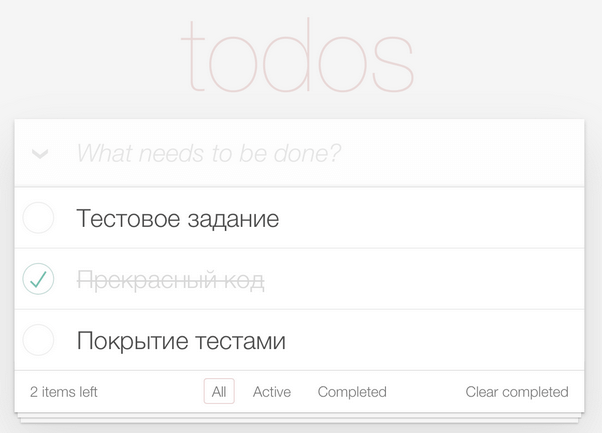 todos
What needs to be done?
Тестовое задание
Прекрасный код
Покрытие тестами
2 items left All Active Completed Clear completed